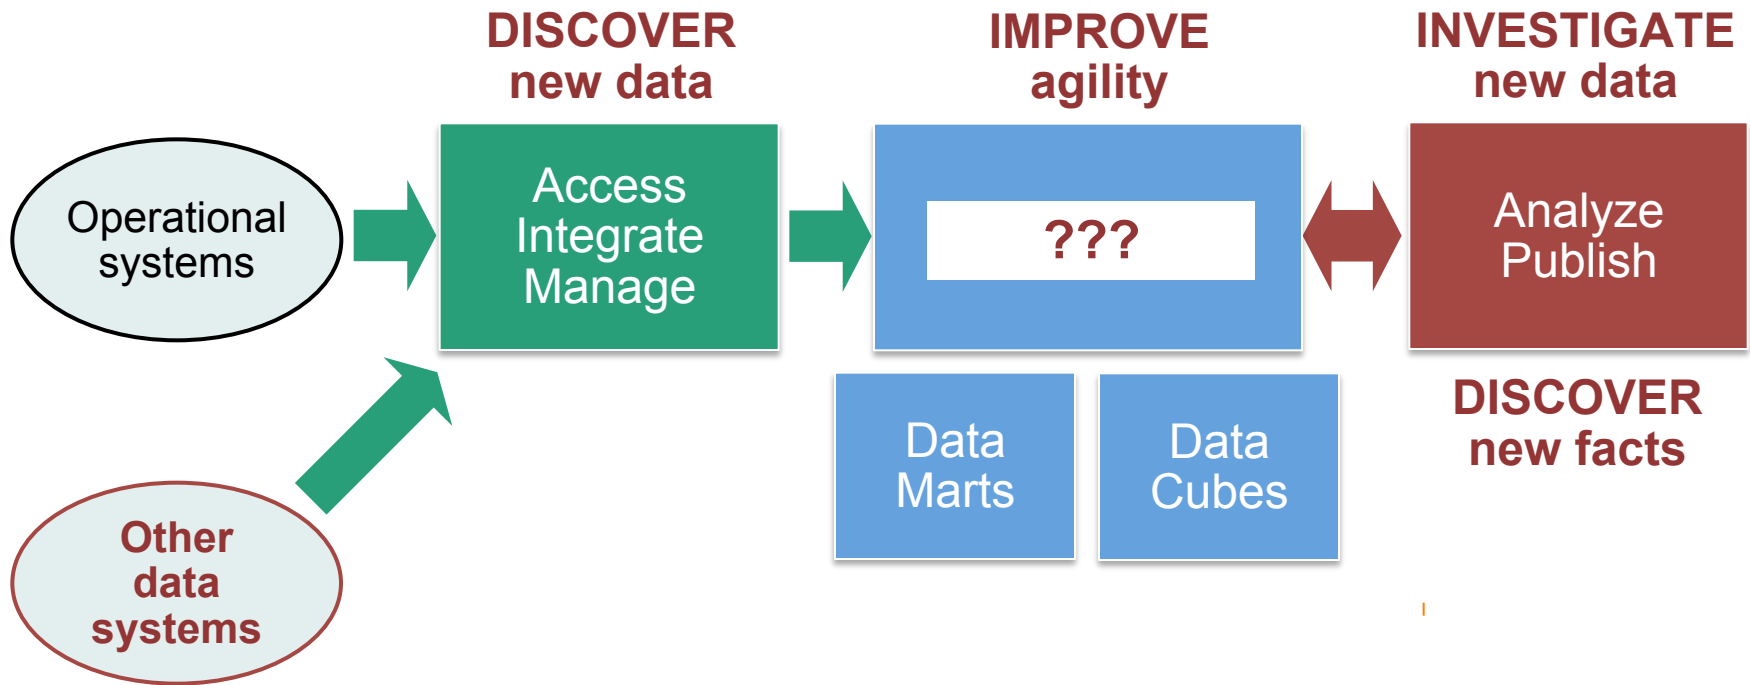 DISCOVER
new data
IMPROVE
agility
INVESTIGATE
new data
Operational
systems
Access
Integrate
Manage
???
Analyze
Publish
Data
Marts
Data
Cubes
DISCOVER
new facts
Other
data
systems